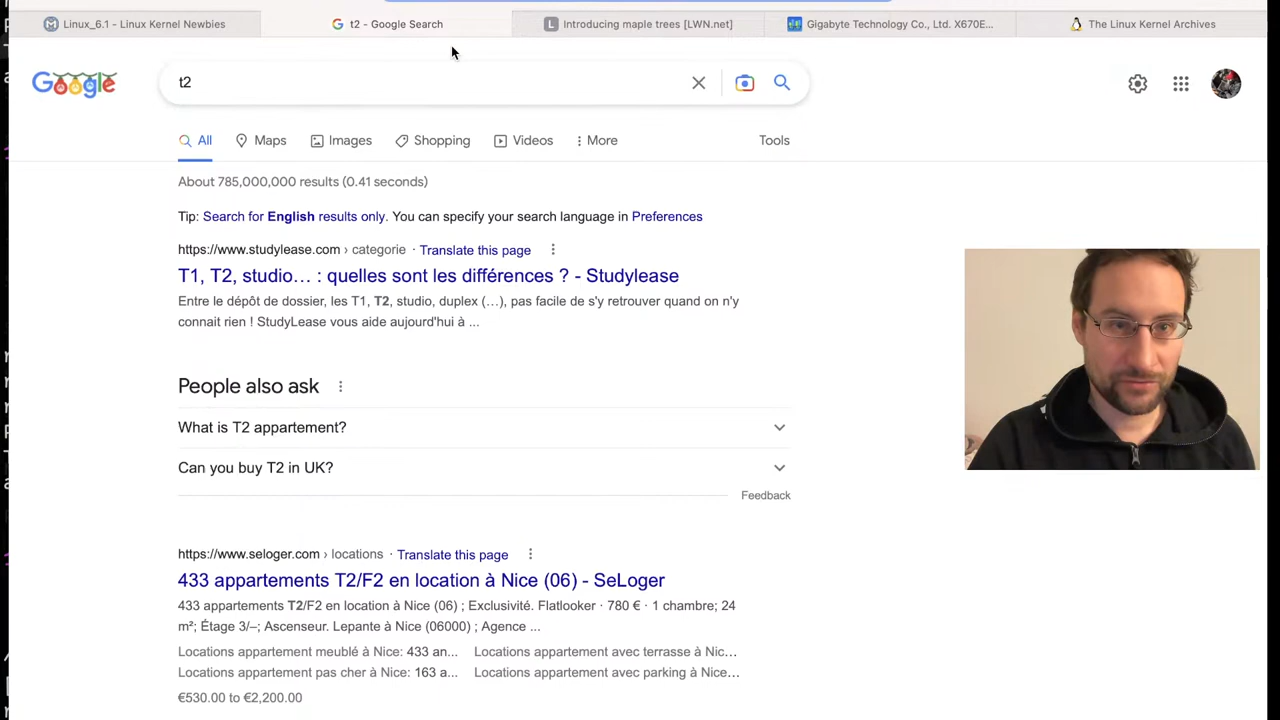 Linux_6.1 - Linux Kernel Newbies
t2 - Google Search
Introducing maple trees [LWN.net]
Gigabyte Technology Co., Ltd. X670E...
The Linux Kernel Archives
Google
t2
All
Maps
Images
Shopping
Videos
More
Tools
About 785,000,000 results (0.41 seconds)
Tip: Search for English results only. You can specify your search language in Preferences
https://www.studylease.com › categorie · Translate this page
T1, T2, studio… : quelles sont les différences ? - Studylease
Entre le dépôt de dossier, les T1, T2, studio, duplex (…), pas facile de s'y retrouver quand on n'y
connait rien ! StudyLease vous aide aujourd'hui à ...
People also ask
What is T2 appartement?
Can you buy T2 in UK?
Feedback
https://www.seloger.com › locations · Translate this page
433 appartements T2/F2 en location à Nice (06) - SeLoger
433 appartements T2/F2 en location à Nice (06) ; Exclusivité. Flatlooker · 780 € · 1 chambre; 24
m²; Étage 3/–; Ascenseur. Lepante à Nice (06000) ; Agence ...
Locations appartement meublé à Nice: 433 an...
Locations appartement avec terrasse à Nic...
Locations appartement pas cher à Nice: 163 a...
Locations appartement avec parking à Nice...
€530.00 to €2,200.00